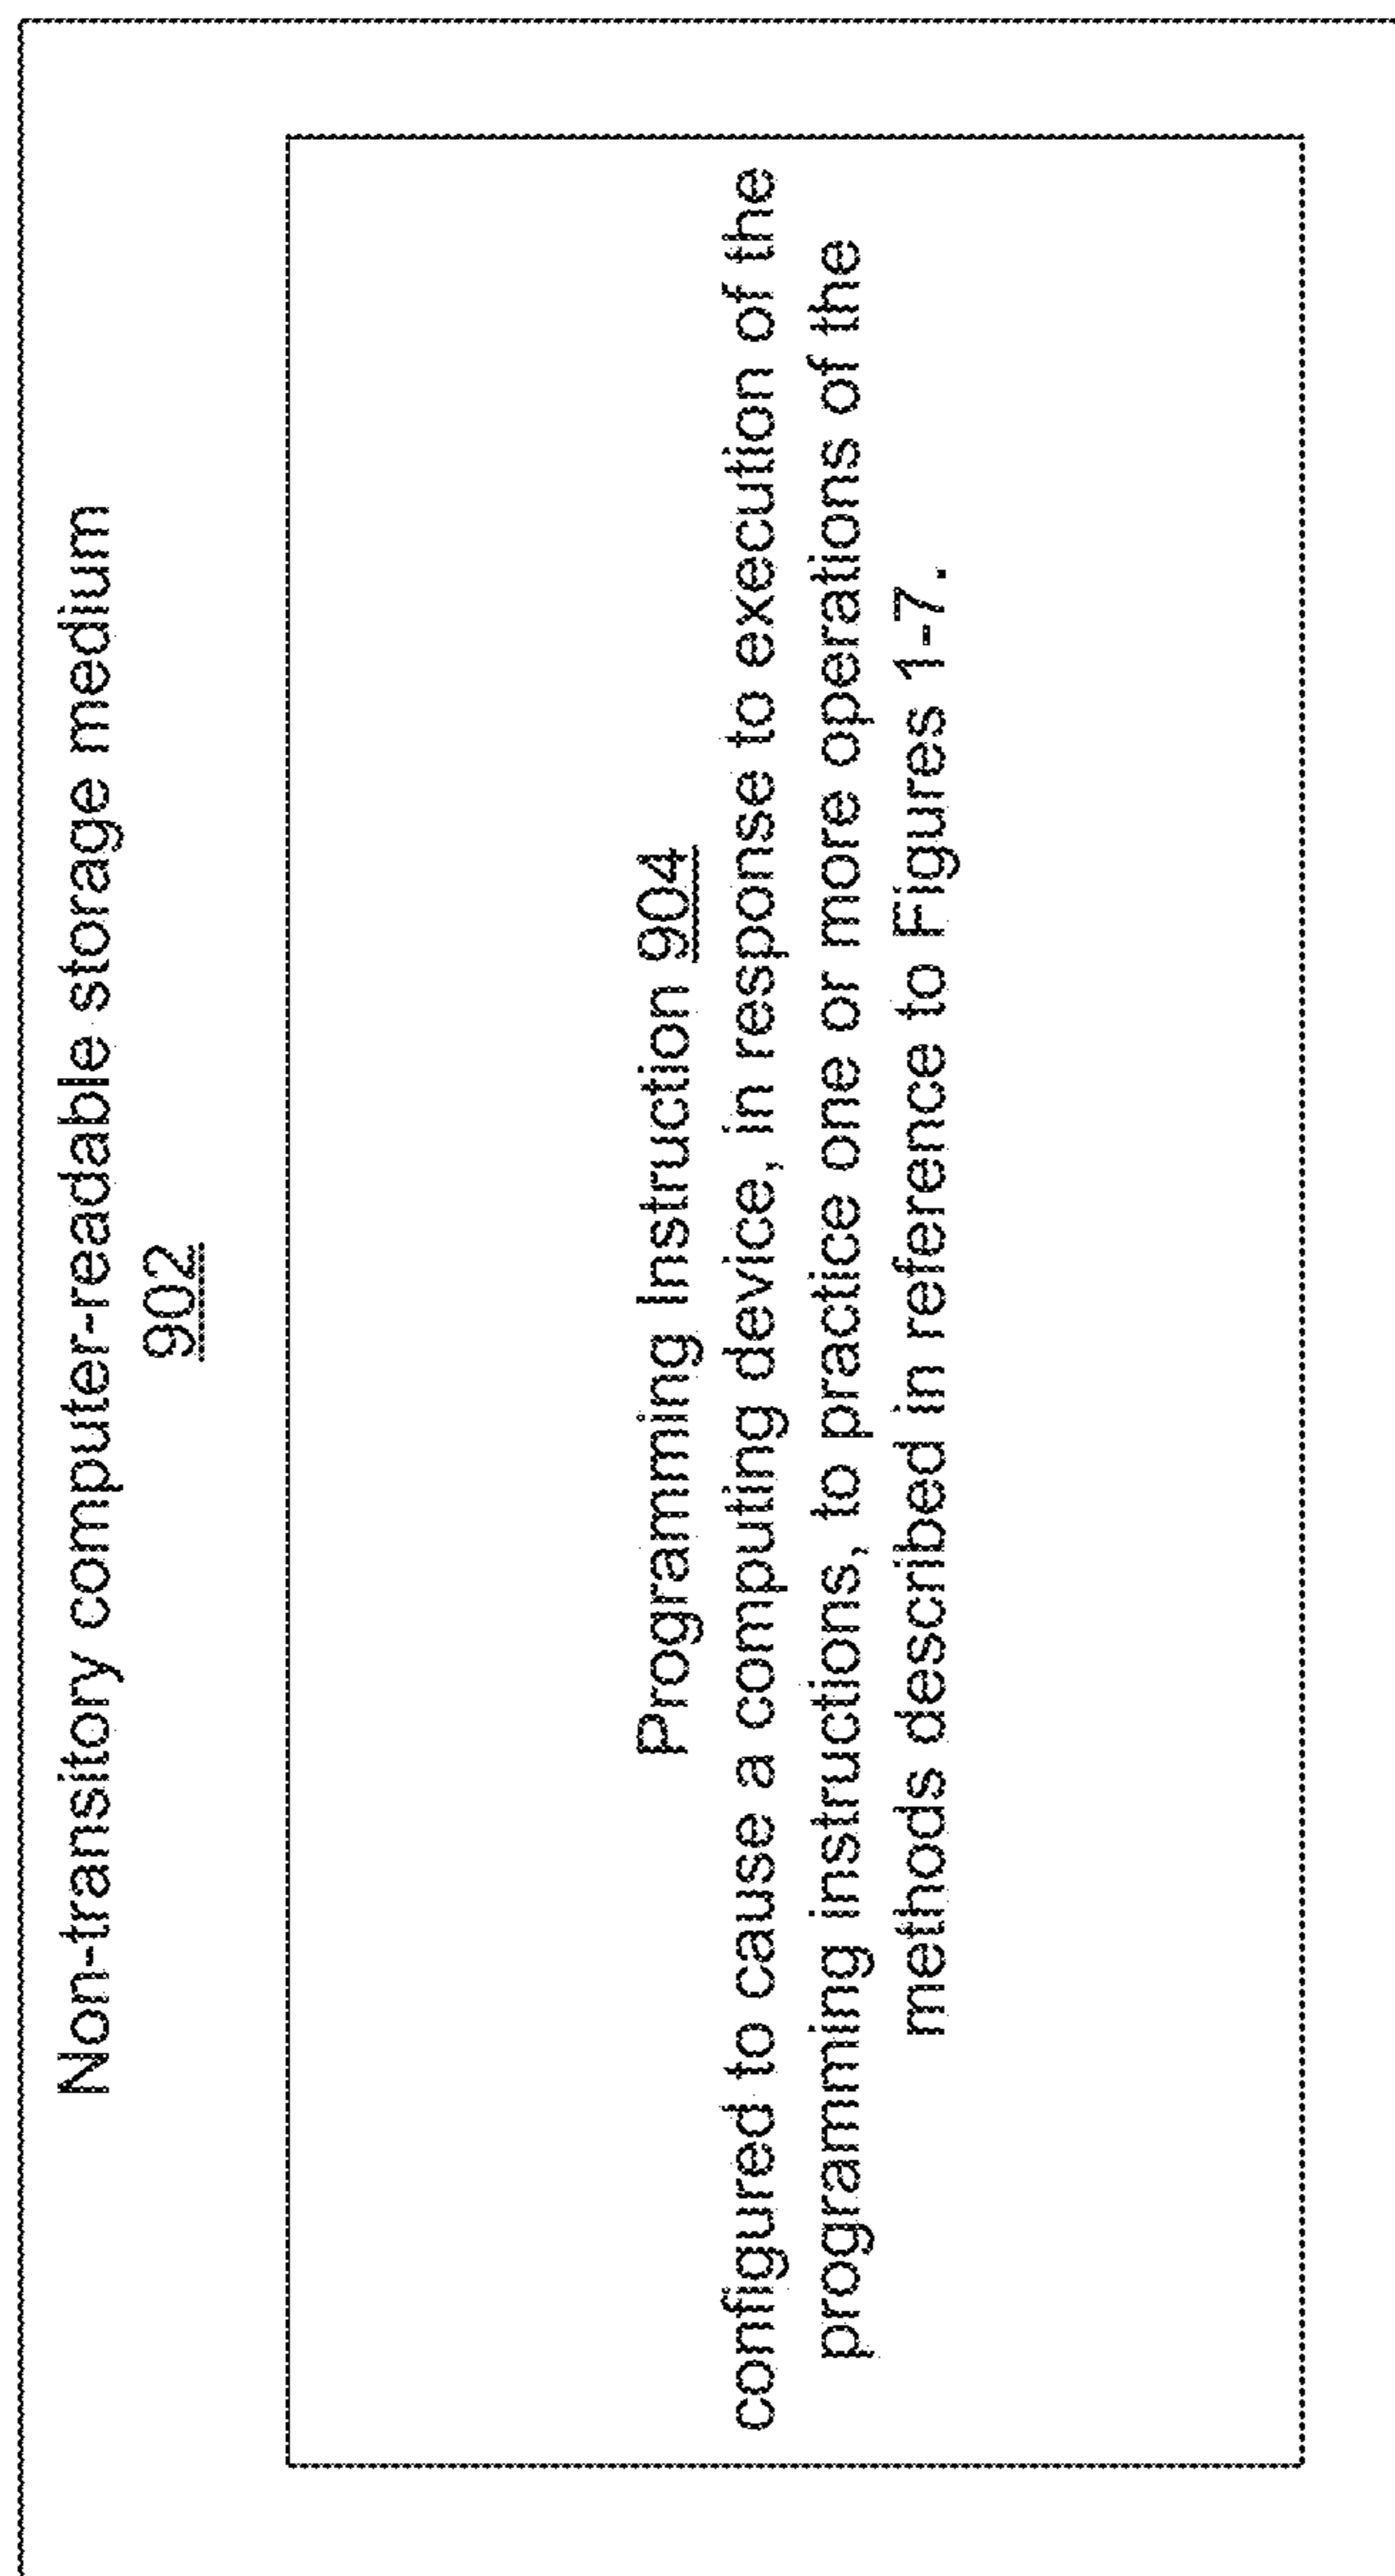 Non-transitory computer-readable storage medium
902
Programming Instruction 904
configured to cause a computing device, in response to execution of the
programming instructions, to practice one or more operations of the
methods described in reference to Figures 1-7.